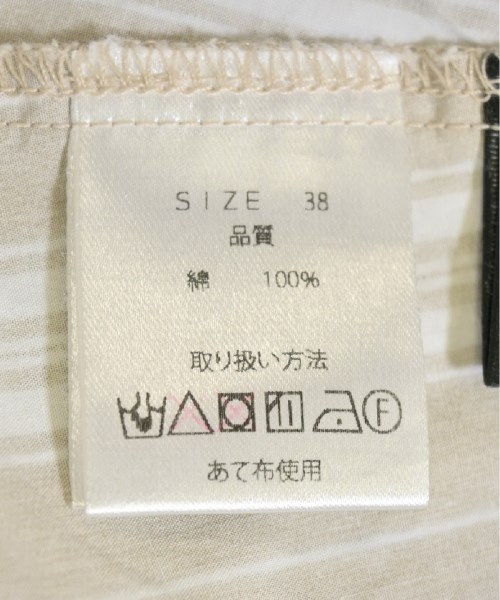 SIZE 38
品質
綿 100%
取り扱い方法
F
あて布使用